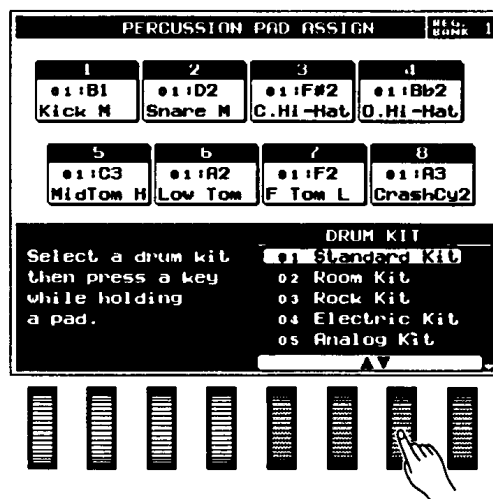 PERCUSSION PAD ASSIGN
REG. BANK 1
1 2 3 4
01:B1 01:D2 01:F#2 01:Bb2
Kick M Snare M C.Hi-Hat O.Hi-Hat
5 6 7 8
01:C3 01:A2 01:F2 01:A3
MidTom H Low Tom F Tom L CrashCy2
DRUM KIT
Select a drum kit
then press a key
while holding
a pad.
01 Standard Kit
02 Room Kit
03 Rock Kit
04 Electric Kit
05 Analog Kit
▲▼